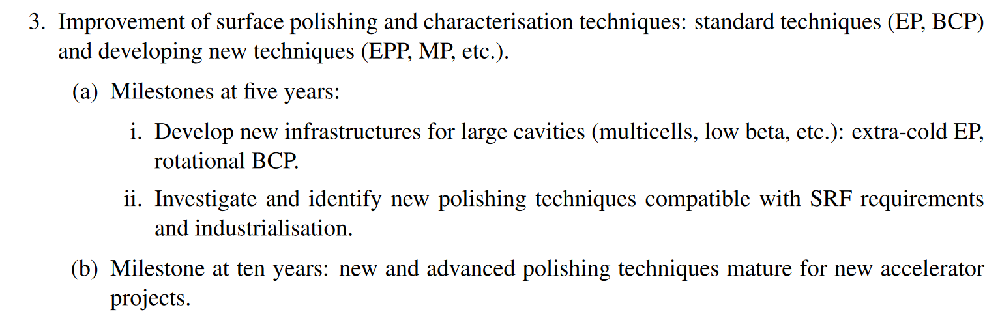 3. Improvement of surface polishing and characterisation techniques: standard techniques (EP, BCP)
and developing new techniques (EPP, MP, etc.).
(a) Milestones at five years:
i. Develop new infrastructures for large cavities (multicells, low beta, etc.): extra-cold EP,
rotational BCP.
ii. Investigate and identify new polishing techniques compatible with SRF requirements
and industrialisation.
(b) Milestone at ten years: new and advanced polishing techniques mature for new accelerator
projects.